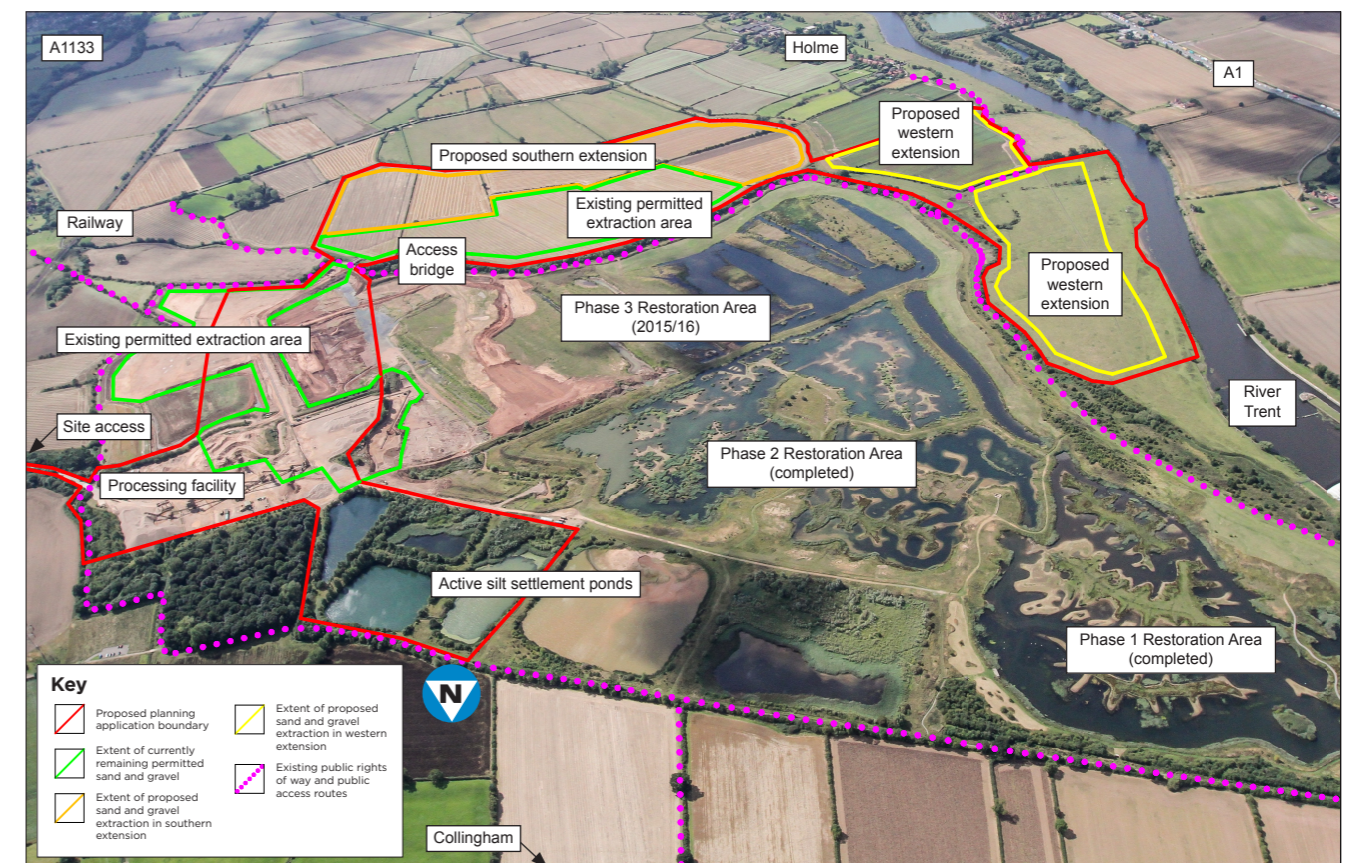 A1133
Holme
A1
Proposed
western
extension
Proposed southern extension
Existing permitted
extraction area
Railway
Access
bridge
Proposed
western
extension
Phase 3 Restoration Area
(2015/16)
Existing permitted extraction area
River
Trent
Site access
Phase 2 Restoration Area
(completed)
Processing facility
Active silt settlement ponds
Phase 1 Restoration Area
(completed)
N
Key
Proposed planning
application boundary
Extent of currently
remaining permitted
sand and gravel
Extent of proposed
sand and gravel
extraction in southern
extension
Extent of proposed
sand and gravel
extraction in western
extension
Existing public rights
of way and public
access routes
Collingham